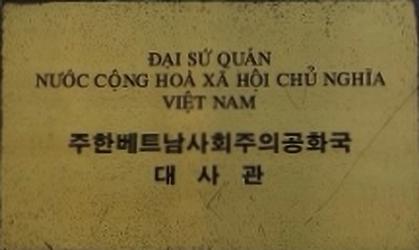 ĐẠI SỨ QUÁN
NƯỚC CỘNG HOÀ XÃ HỘI CHỦ NGHĨA
VIỆT NAM
주한베트남사회주의공화국
대 사 관